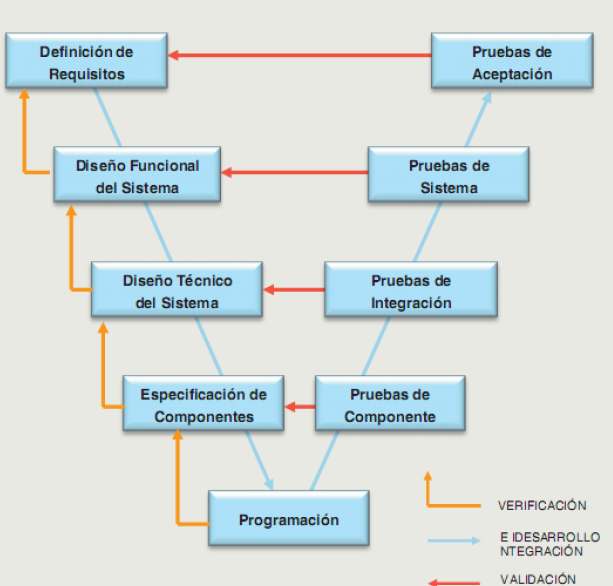 Definición de
Requisitos
Pruebas de
Aceptación
Diseño Funcional
del Sistema
Pruebas de
Sistema
Diseño Técnico
del Sistema
Pruebas de
Integración
Especificación de
Componentes
Pruebas de
Componente
Programación
VERIFICACIÓN
E IDESARROLLO
NTEGRACIÓN
VALIDACIÓN